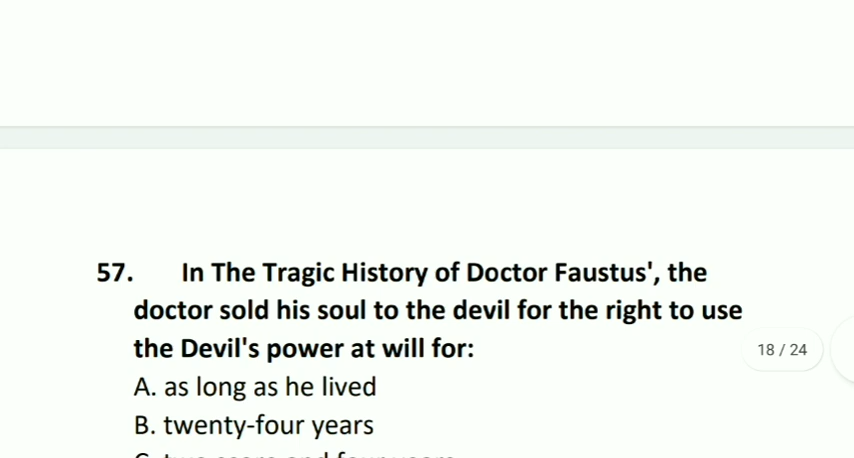 57. In The Tragic History of Doctor Faustus', the
doctor sold his soul to the devil for the right to use
the Devil's power at will for:
18 / 24
A. as long as he lived
B. twenty-four years